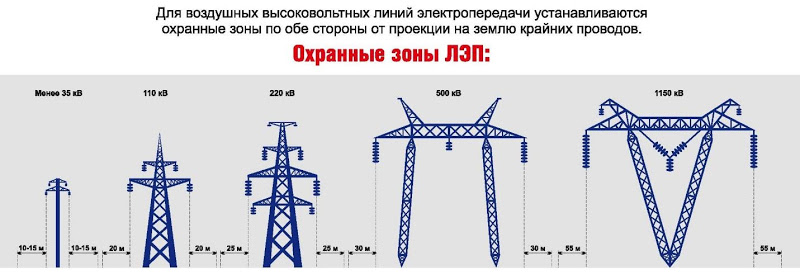 Для воздушных высоковольтных линий электропередачи устанавливаются
охранные зоны по обе стороны от проекции на землю крайних проводов.
Охранные зоны ЛЭП:
Менее 35 кВ 110 кВ 220 кВ 500 кВ 1150 кВ
10-15 м 10-15 м 20 м 20 м 25 м 25 м 30 м 30 м 55 м 55 м